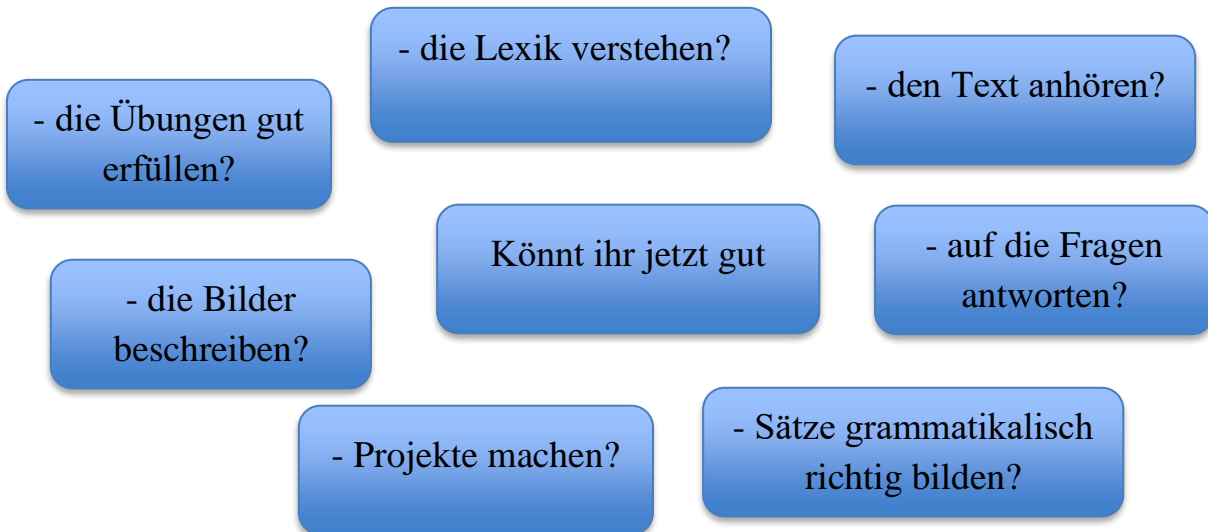 - die Lexik verstehen?
- den Text anhören?
- die Übungen gut
erfüllen?
Könnt ihr jetzt gut
- auf die Fragen
antworten?
- die Bilder
beschreiben?
- Sätze grammatikalisch
richtig bilden?
- Projekte machen?